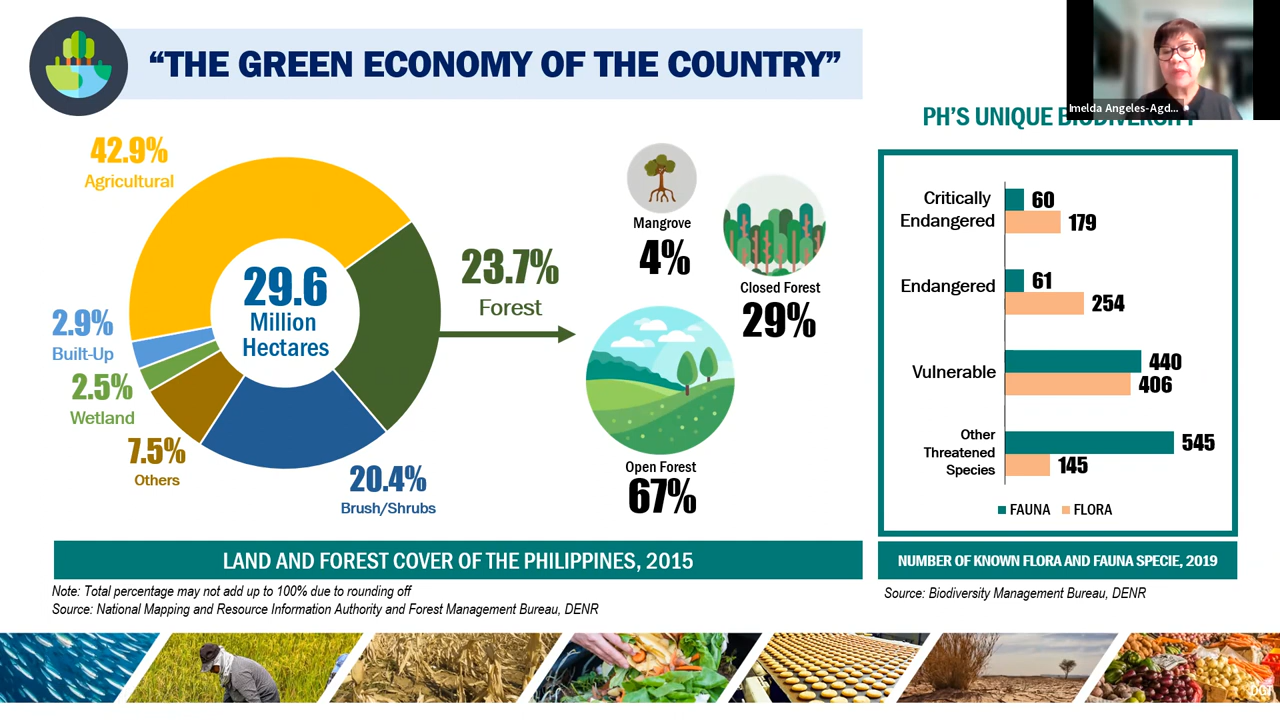 “THE GREEN ECONOMY OF THE COUNTRY”
Imelda Angeles-Agd...
PH’S UNIQUE BIODIVERSITY
42.9%
Agricultural
2.9%
Built-Up
2.5%
Wetland
7.5%
Others
20.4%
Brush/Shrubs
29.6
Million
Hectares
23.7%
Forest
Mangrove
4%
Closed Forest
29%
Open Forest
67%
LAND AND FOREST COVER OF THE PHILIPPINES, 2015
Note: Total percentage may not add up to 100% due to rounding off
Source: National Mapping and Resource Information Authority and Forest Management Bureau, DENR
Critically
Endangered
60
179
Endangered
61
254
Vulnerable
440
406
Other
Threatened
Species
545
145
FAUNA FLORA
NUMBER OF KNOWN FLORA AND FAUNA SPECIE, 2019
Source: Biodiversity Management Bureau, DENR